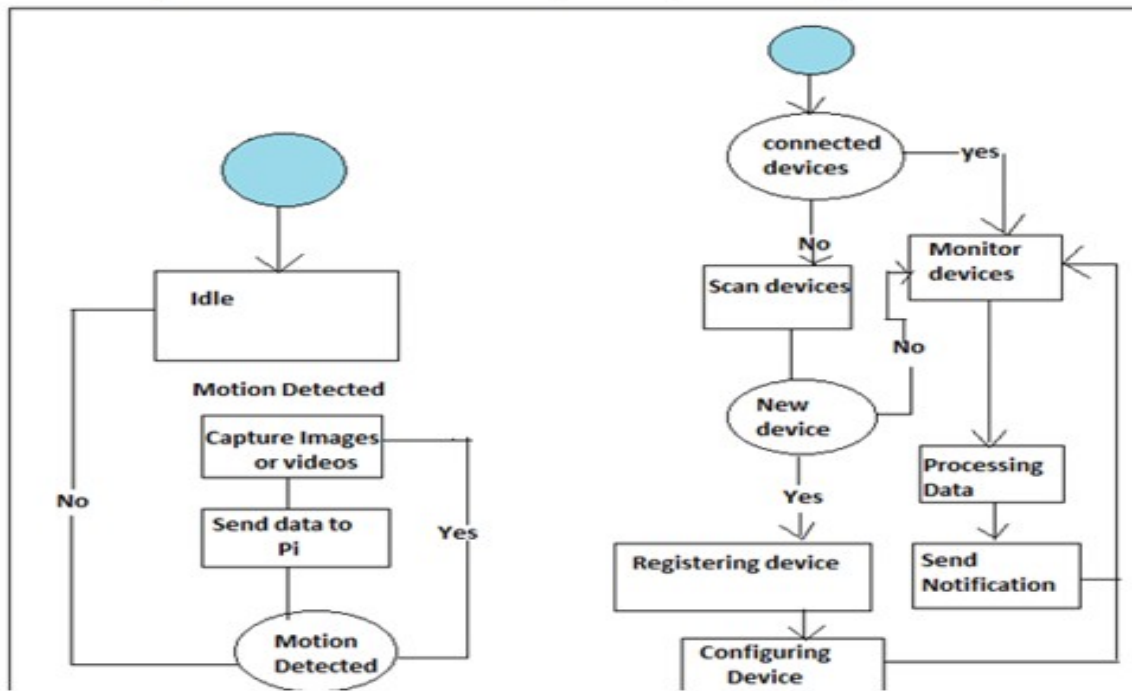 Idle
Motion Detected
Capture Images
or videos
No
Send data to
Pi
Yes
Motion
Detected
connected
devices
yes
No
Monitor
devices
Scan devices
No
New
device
Processing
Data
Yes
Registering device
Send
Notification
Configuring
Device